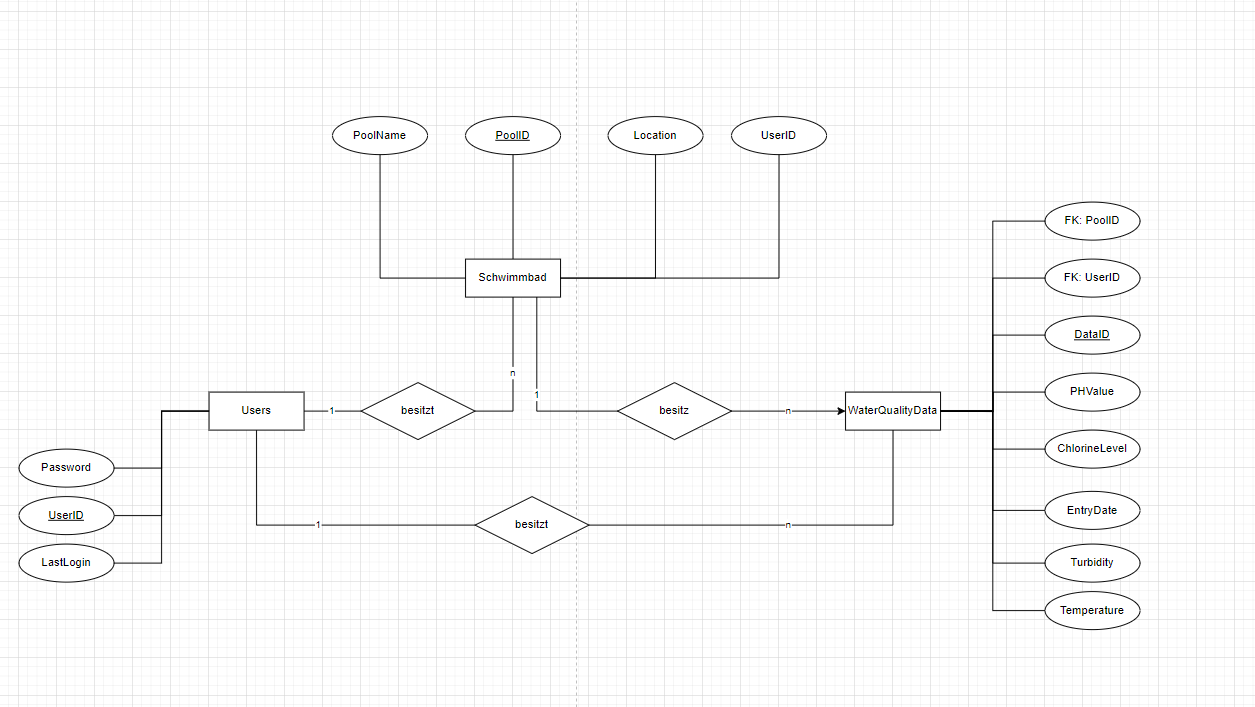 PoolName
PoolID
Location
UserID
FK: PoolID
Schwimmbad
FK: UserID
DataID
n
PHValue
1
Users
1
besitzt
besitz
n
WaterQualityData
ChlorineLevel
Password
EntryDate
UserID
1
besitzt
n
LastLogin
Turbidity
Temperature